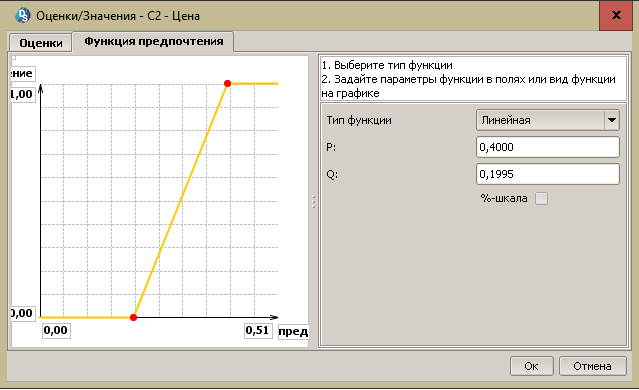 Оценки/Значения - C2 - Цена
Оценки
Функция предпочтения
ение
1,00
0,00
0,00
0,51
пред
1. Выберите тип функции
2. Задайте параметры функции в полях или вид функции
на графике
Тип функции
Линейная
P:
0,4000
Q:
0,1995
%-шкала
Ок
Отмена